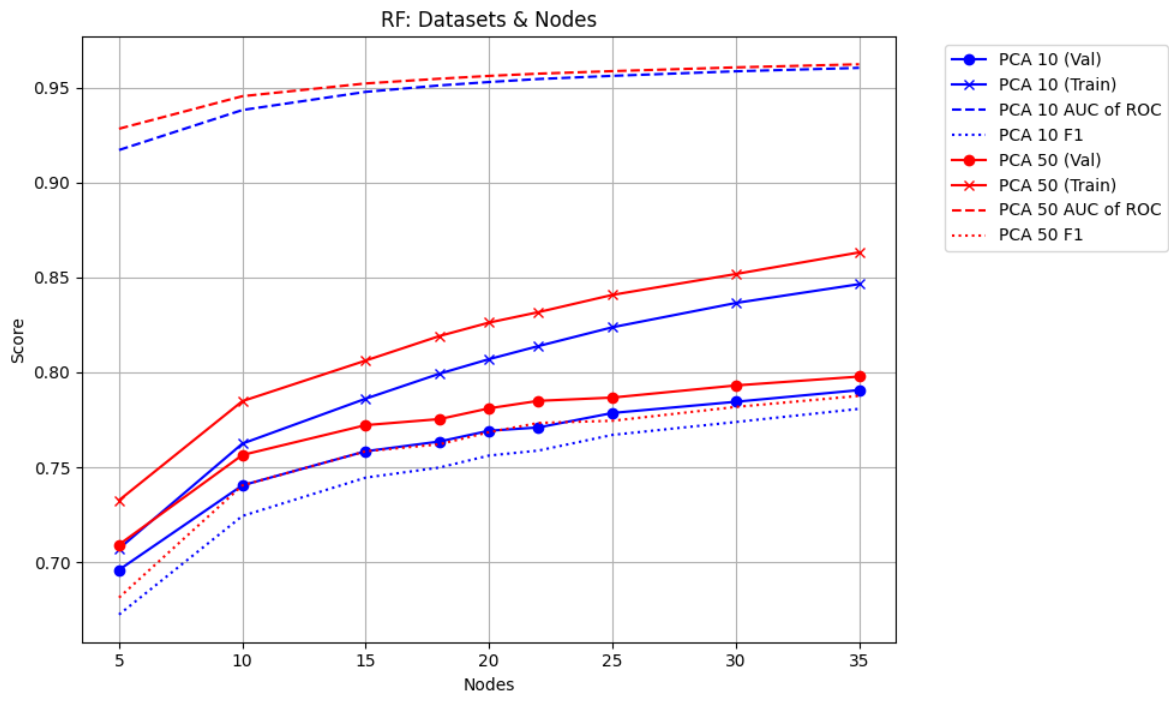 RF: Datasets & Nodes
0.95
0.90
0.85
0.80
0.75
0.70
Score
5 10 15 20 25 30 35
Nodes
PCA 10 (Val)
PCA 10 (Train)
PCA 10 AUC of ROC
PCA 10 F1
PCA 50 (Val)
PCA 50 (Train)
PCA 50 AUC of ROC
PCA 50 F1